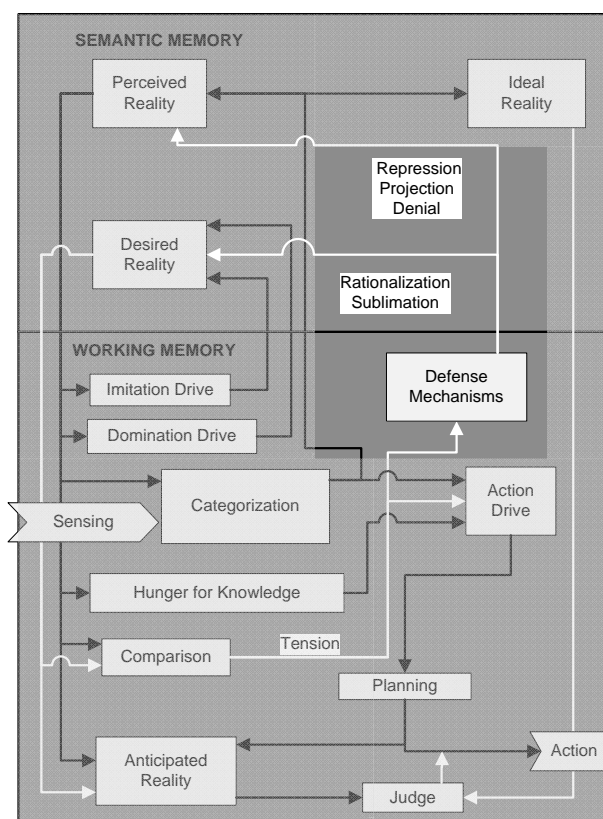 SEMANTIC MEMORY
Perceived
Reality
Ideal
Reality
Repression
Projection
Denial
Desired
Reality
Rationalization
Sublimation
WORKING MEMORY
Defense
Mechanisms
Imitation Drive
Domination Drive
Categorization
Action
Drive
Sensing
Hunger for Knowledge
Tension
Comparison
Planning
Anticipated
Reality
Action
Judge